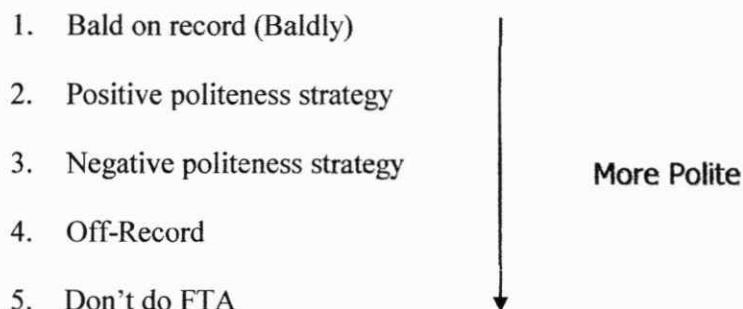 1. Bald on record (Baldly)
2. Positive politeness strategy
3. Negative politeness strategy
More Polite
4. Off-Record
5. Don't do FTA